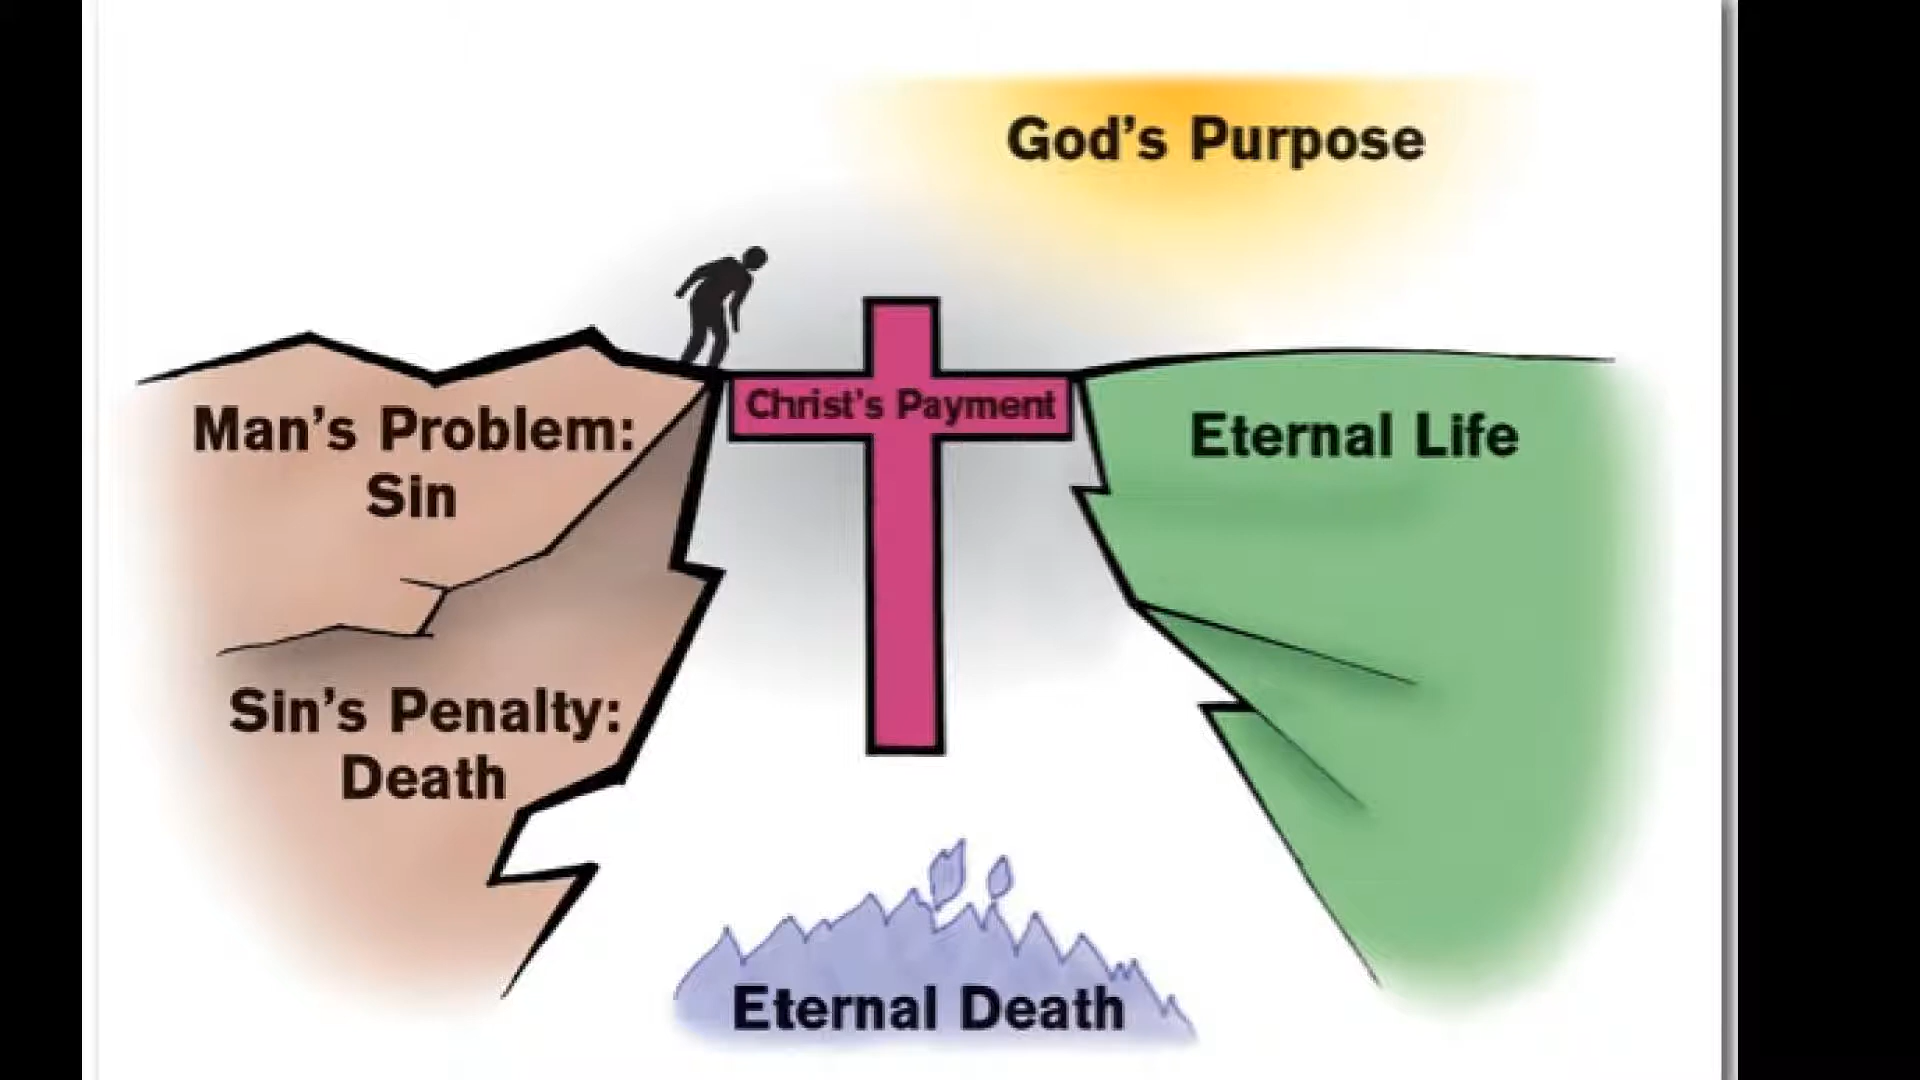 God's Purpose
Christ's Payment
Man's Problem:
Sin
Eternal Life
Sin's Penalty:
Death
Eternal Death